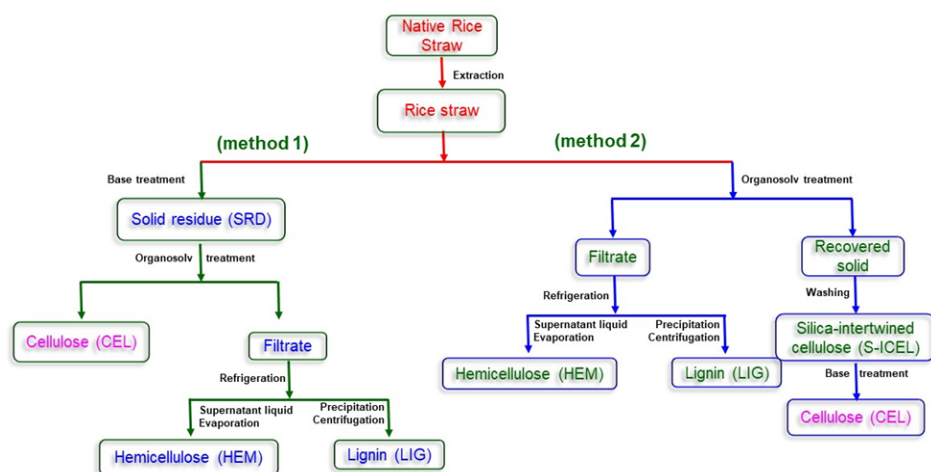 Native Rice
Straw
Extraction
Rice straw
(method 1)
(method 2)
Base treatment
Solid residue (SRD)
Organosolv treatment
Cellulose (CEL)
Filtrate
Refrigeration
Supernatant liquid
Evaporation
Precipitation
Centrifugation
Hemicellulose (HEM)
Lignin (LIG)
Organosolv treatment
Filtrate
Recovered
solid
Refrigeration
Washing
Supernatant liquid
Evaporation
Precipitation
Centrifugation
Hemicellulose (HEM)
Lignin (LIG)
Silica-intertwined
cellulose (S-ICEL)
Base treatment
Cellulose (CEL)